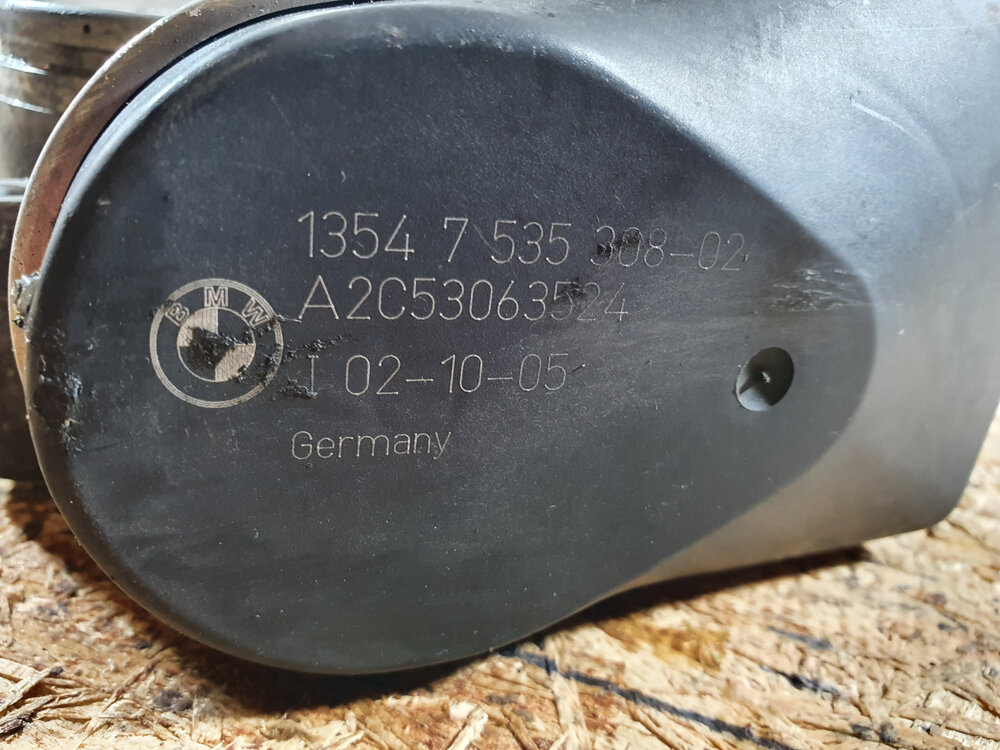 1354 7 535 308-02
BMW
A2C53063524
T 02-10-05
Germany